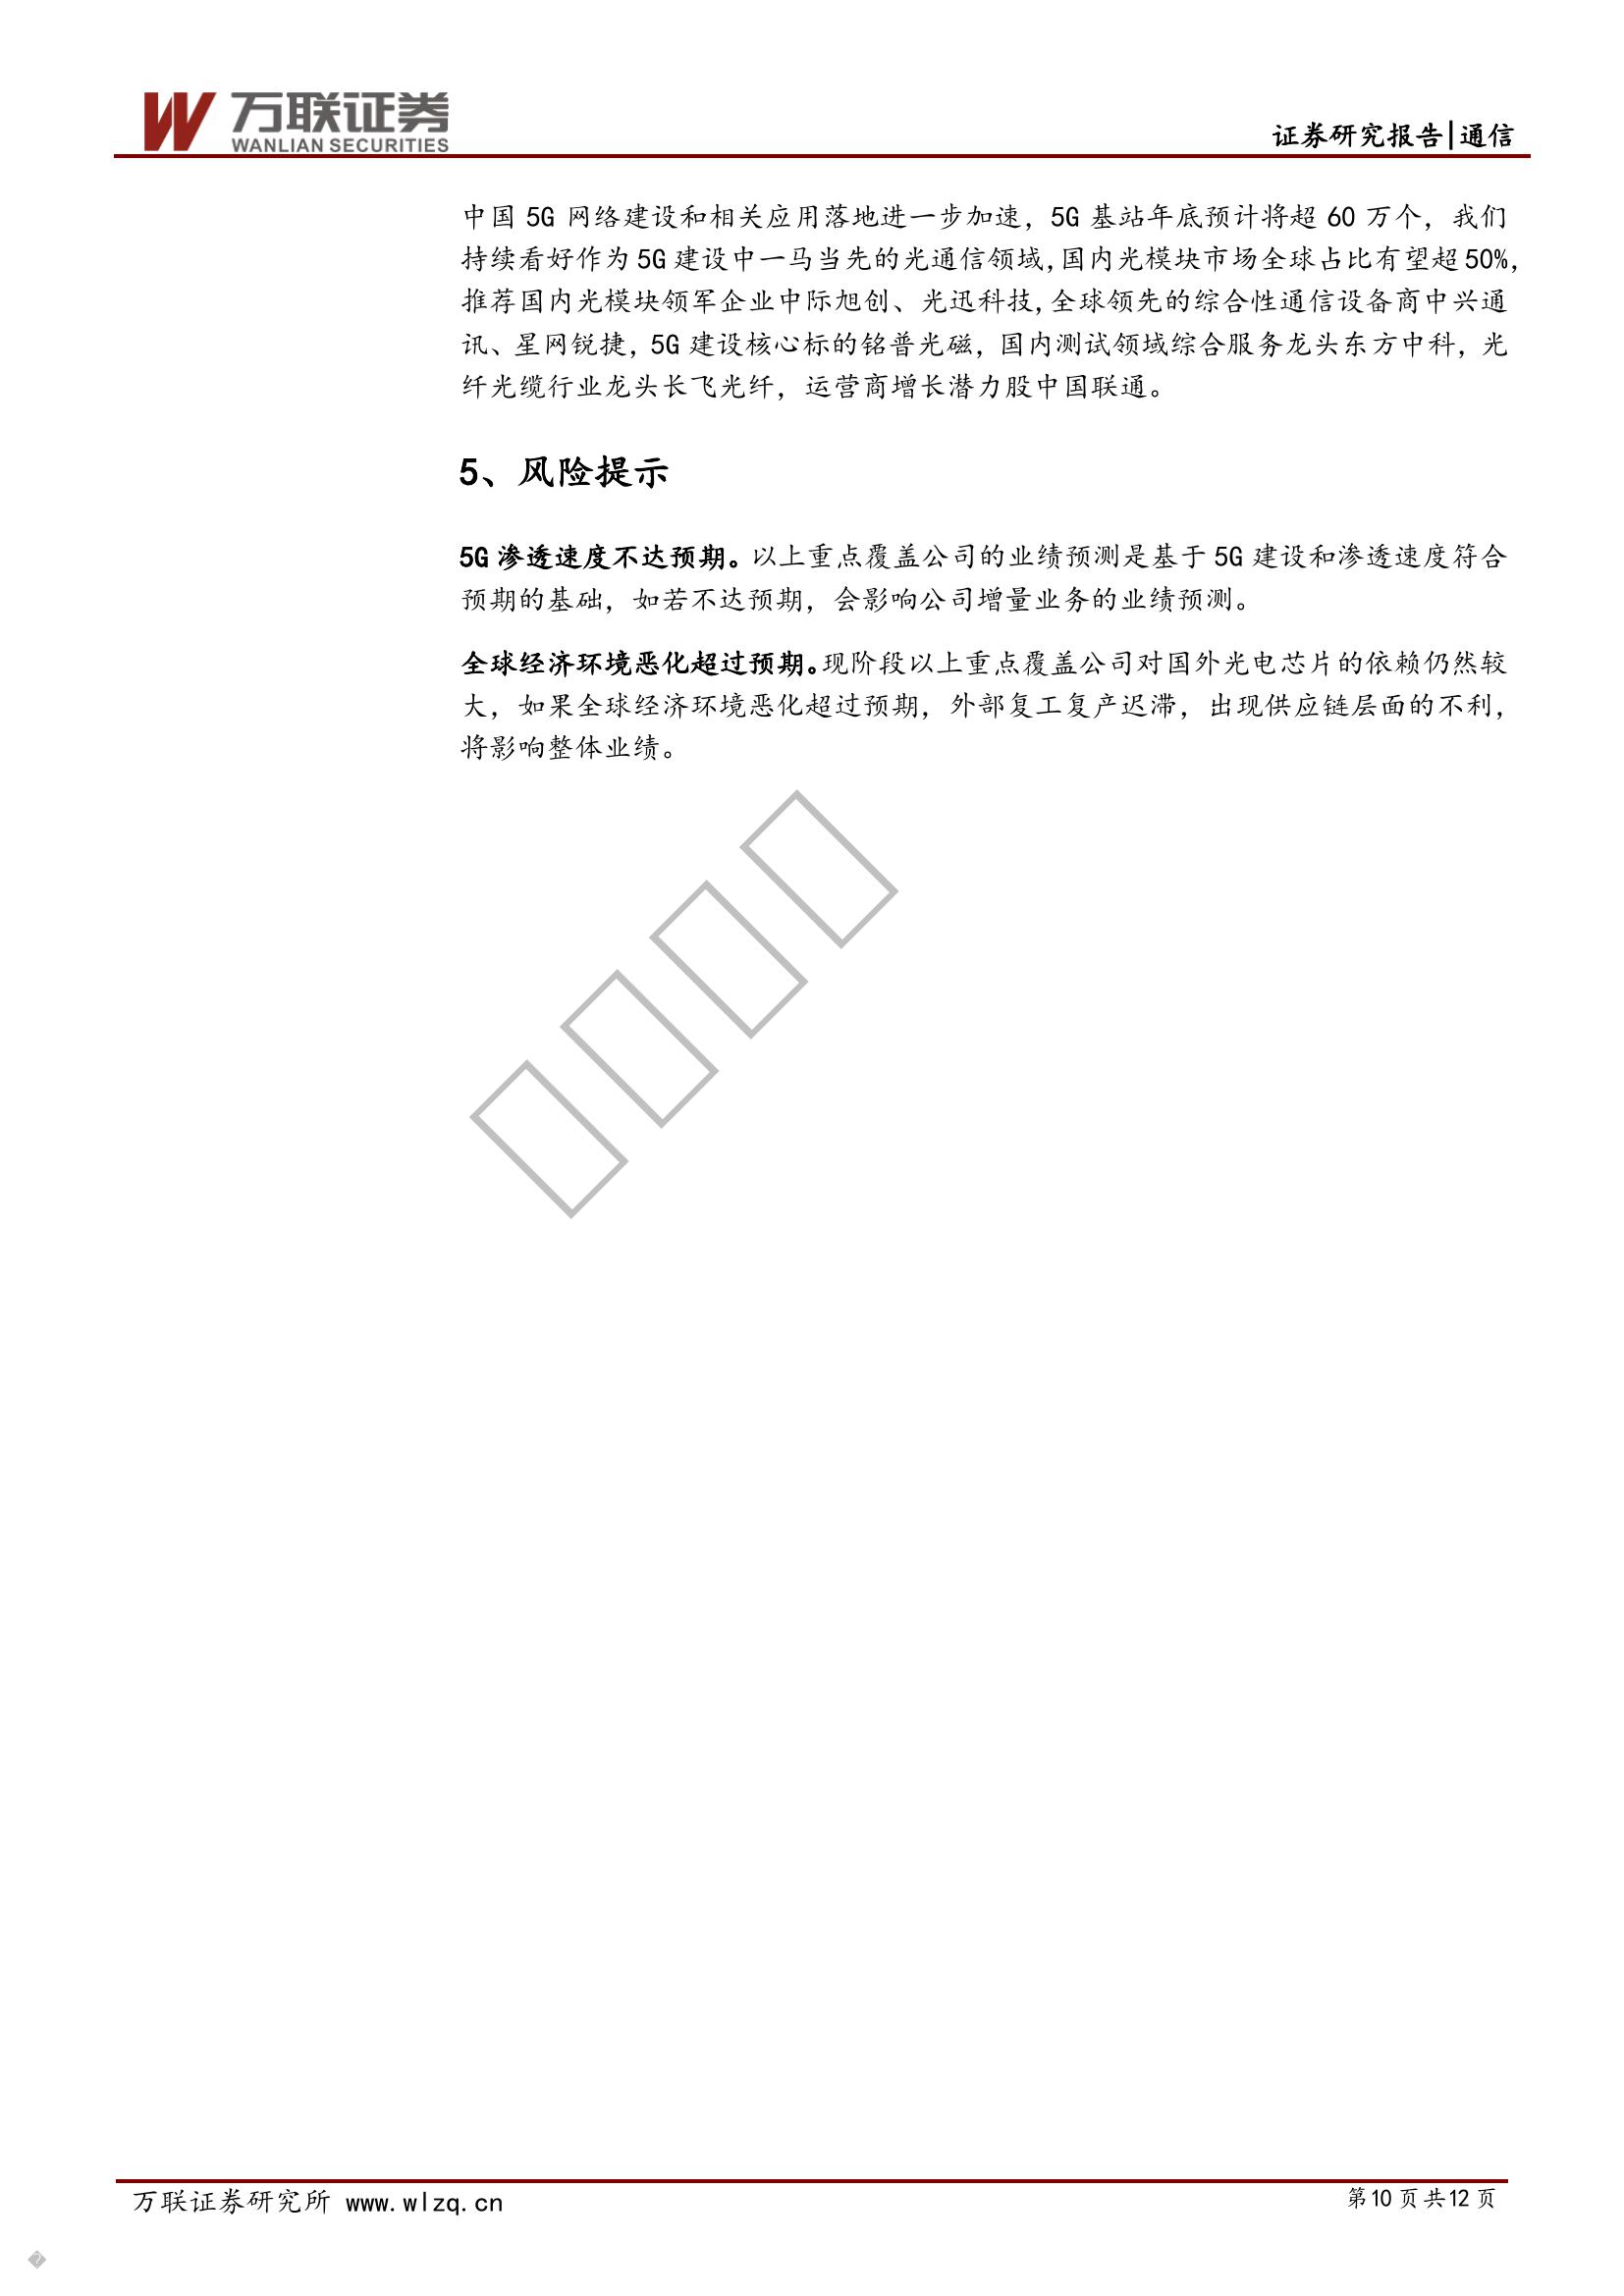 万联证券
WANLIAN SECURITIES
证券研究报告|通信
中国 5G 网络建设和相关应用落地进一步加速，5G 基站年底预计将超 60 万个，我们
持续看好作为 5G 建设中一马当先的光通信领域，国内光模块市场全球占比有望超 50%，
推荐国内光模块领军企业中际旭创、光迅科技，全球领先的综合性通信设备商中兴通
讯、星网锐捷，5G 建设核心标的铭普光磁，国内测试领域综合服务龙头东方中科，光
纤光缆行业龙头长飞光纤，运营商增长潜力股中国联通。
5、风险提示
5G 渗透速度不达预期。以上重点覆盖公司的业绩预测是基于 5G 建设和渗透速度符合
预期的基础，如若不达预期，会影响公司增量业务的业绩预测。
全球经济环境恶化超过预期。现阶段以上重点覆盖公司对国外光电芯片的依赖仍然较
大，如果全球经济环境恶化超过预期，外部复工复产迟滞，出现供应链层面的不利，
将影响整体业绩。
万联证券研究所 www.wlzq.cn
第10 页 共12 页